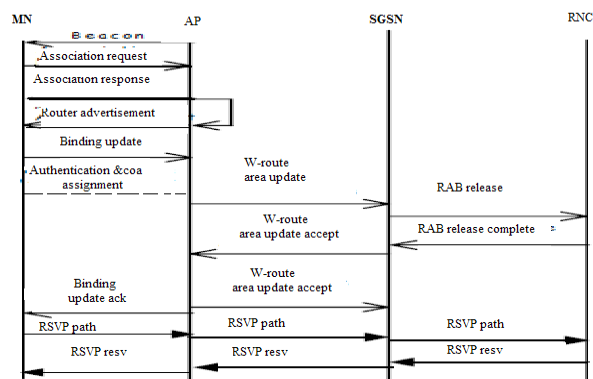 MN AP SGSN RNC
Beacon
Association request
Association response
Router advertisement
Binding update
Authentication &coa
assignment
W-route
area update
RAB release
W-route
area update accept
RAB release complete
W-route
area update accept
Binding
update ack
RSVP path
RSVP path
RSVP path
RSVP resv
RSVP resv
RSVP resv